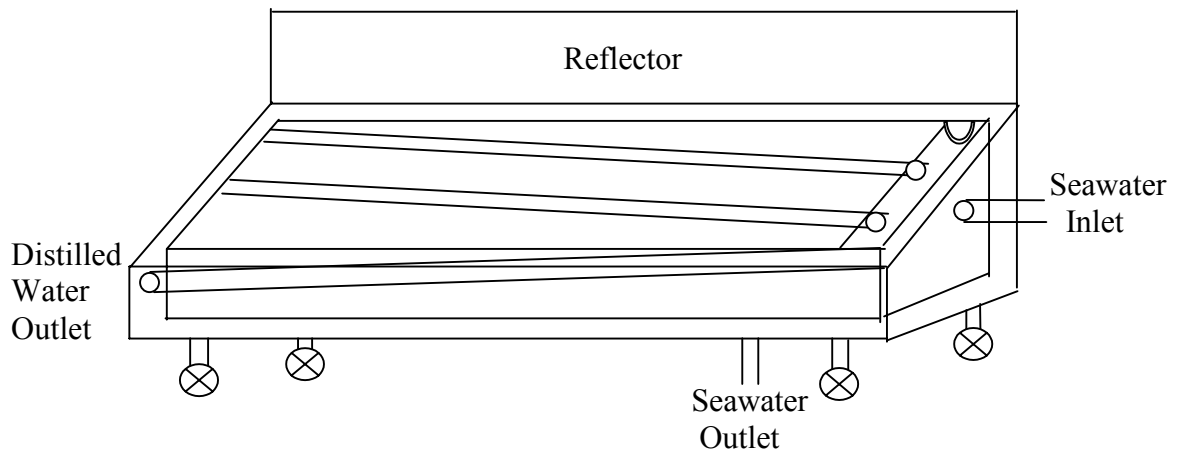 Reflector
Seawater
Inlet
Distilled
Water
Outlet
Seawater
Outlet